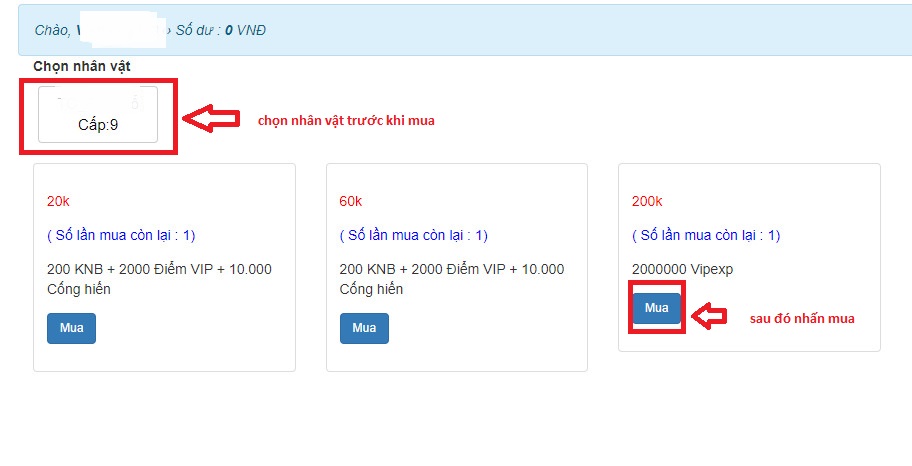 Chào, › Số dư : 0 VNĐ
Chọn nhân vật
Cấp:9
chọn nhân vật trước khi mua
20k
( Số lần mua còn lại : 1)
200 KNB + 2000 Điểm VIP + 10.000
Cống hiến
Mua
60k
( Số lần mua còn lại : 1)
200 KNB + 2000 Điểm VIP + 10.000
Cống hiến
Mua
200k
( Số lần mua còn lại : 1)
2000000 Vipexp
Mua
sau đó nhấn mua